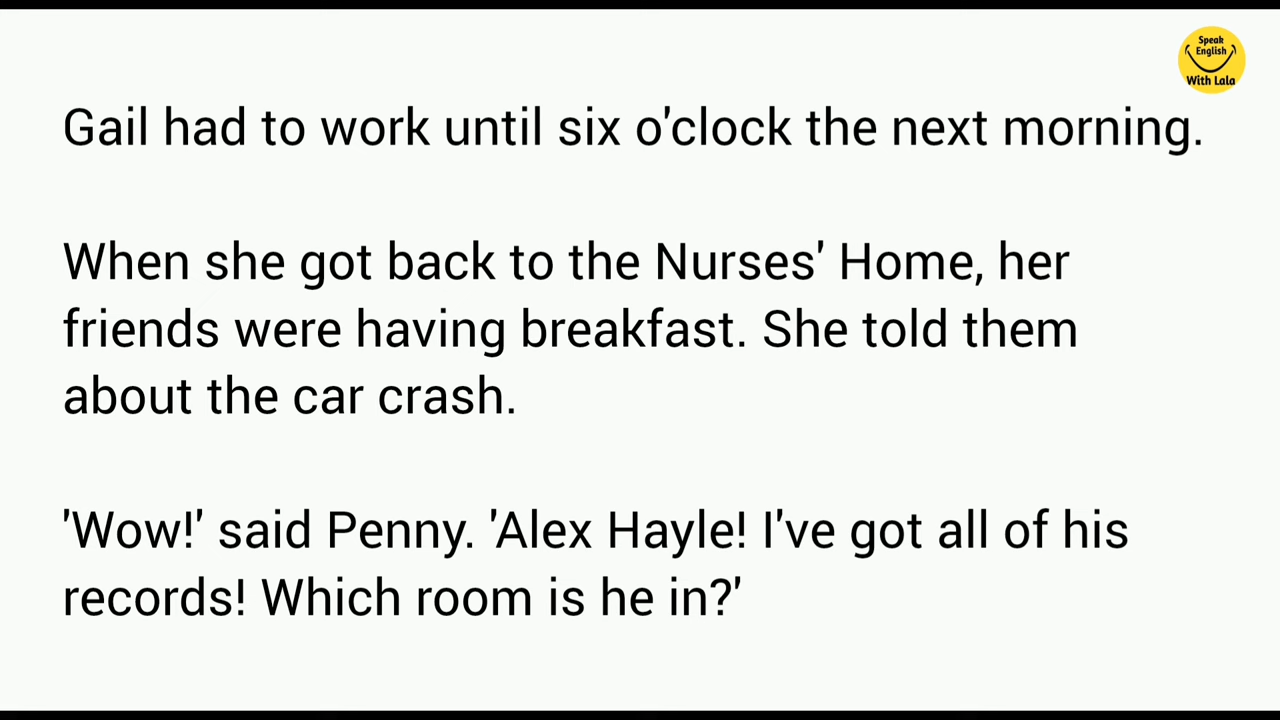 Speak
English
With Lala
Gail had to work until six o'clock the next morning.
When she got back to the Nurses' Home, her
friends were having breakfast. She told them
about the car crash.
'Wow!' said Penny. 'Alex Hayle! I've got all of his
records! Which room is he in?'